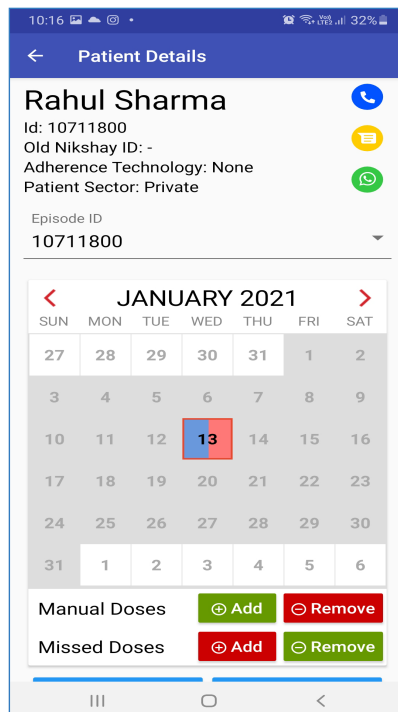 10:16 32%
Patient Details
Rahul Sharma
Id: 10711800
Old Nikshay ID: -
Adherence Technology: None
Patient Sector: Private
Episode ID
10711800
JANUARY 2021
SUN MON TUE WED THU FRI SAT
27 28 29 30 31 1 2
3 4 5 6 7 8 9
10 11 12 13 14 15 16
17 18 19 20 21 22 23
24 25 26 27 28 29 30
31 1 2 3 4 5 6
Manual Doses Add Remove
Missed Doses Add Remove